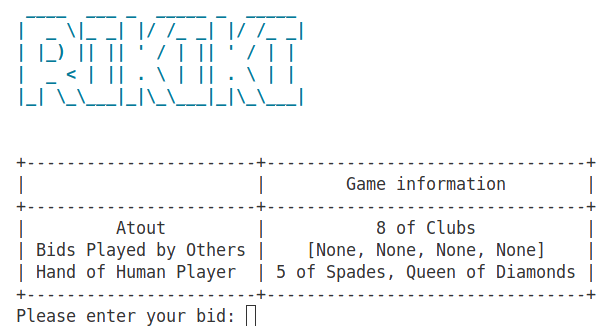 RIKIKI
Game information
Atout 8 of Clubs
Bids Played by Others [None, None, None, None]
Hand of Human Player 5 of Spades, Queen of Diamonds
Please enter your bid: